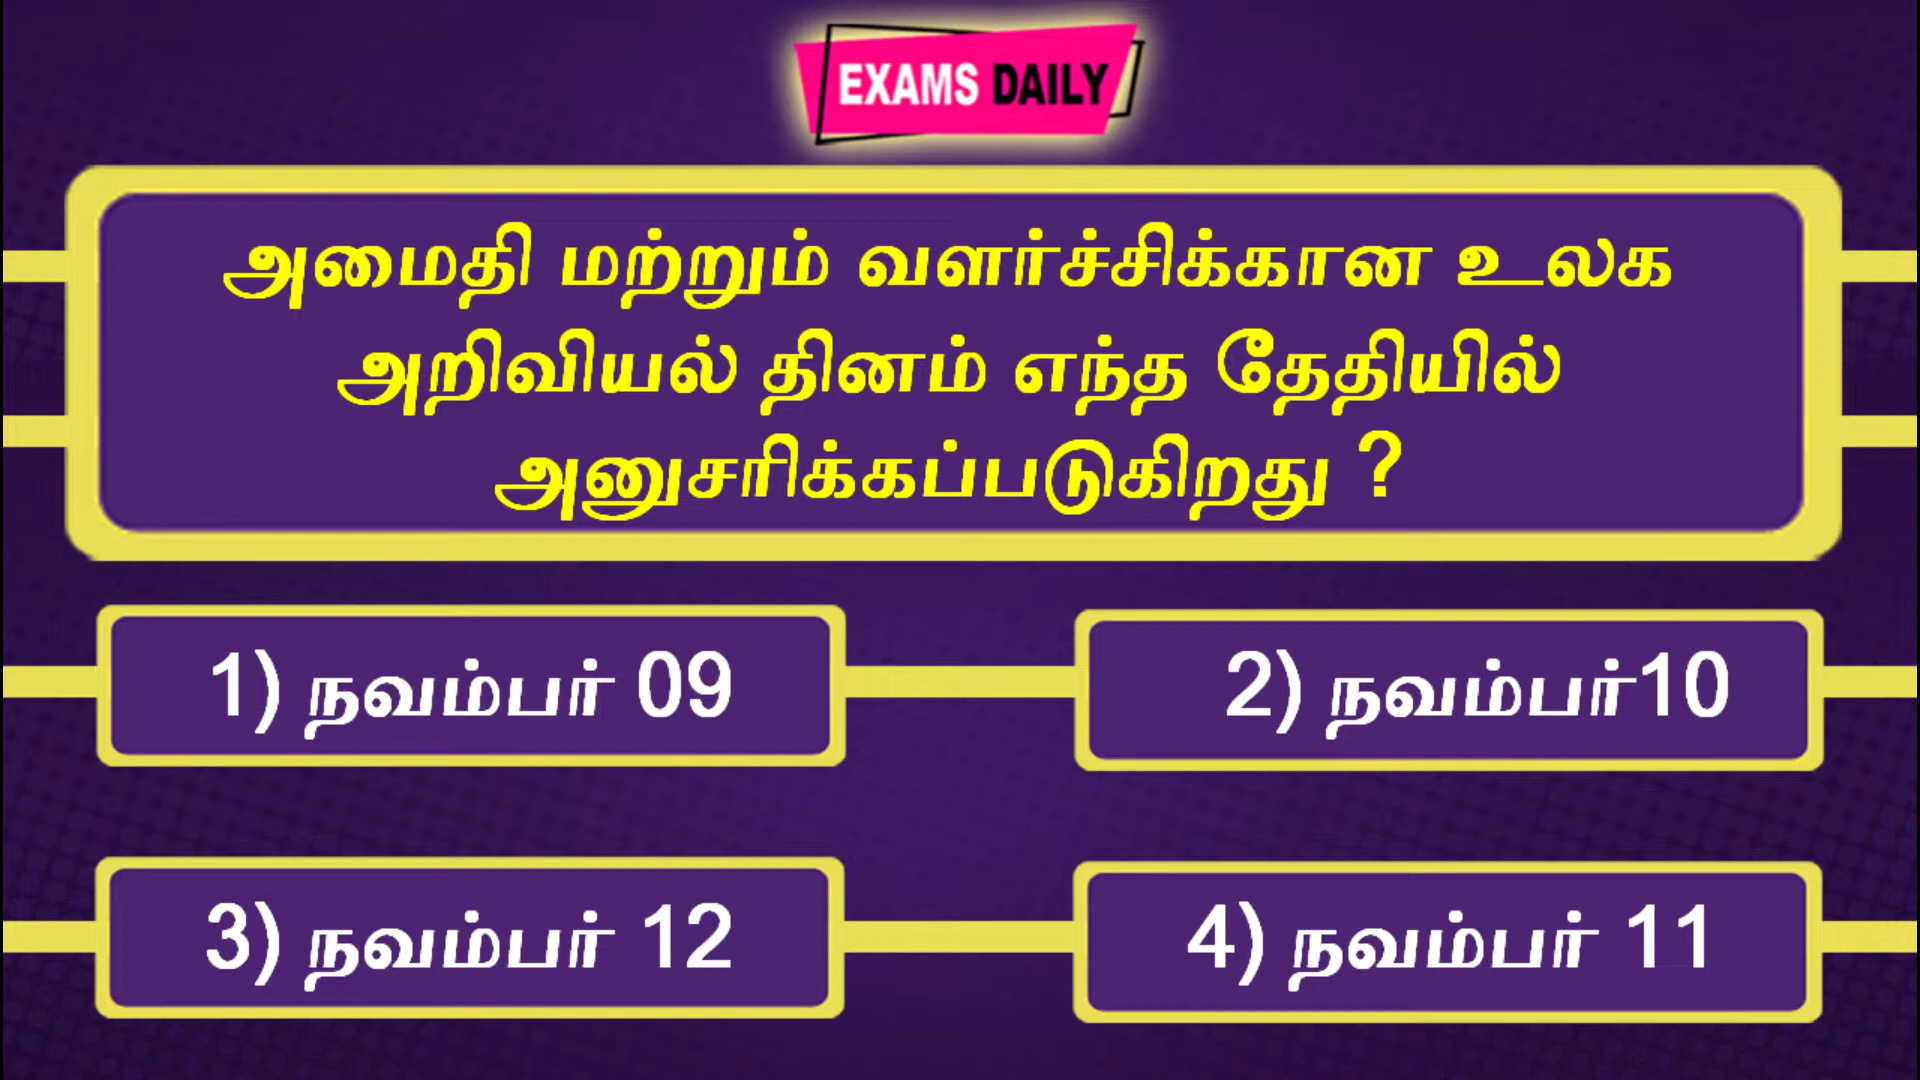 EXAMS DAILY
அமைதி மற்றும் வளர்ச்சிக்கான உலக
அறிவியல் தினம் எந்த தேதியில்
அனுசரிக்கப்படுகிறது ?
1) நவம்பர் 09
2) நவம்பர்10
3) நவம்பர் 12
4) நவம்பர் 11